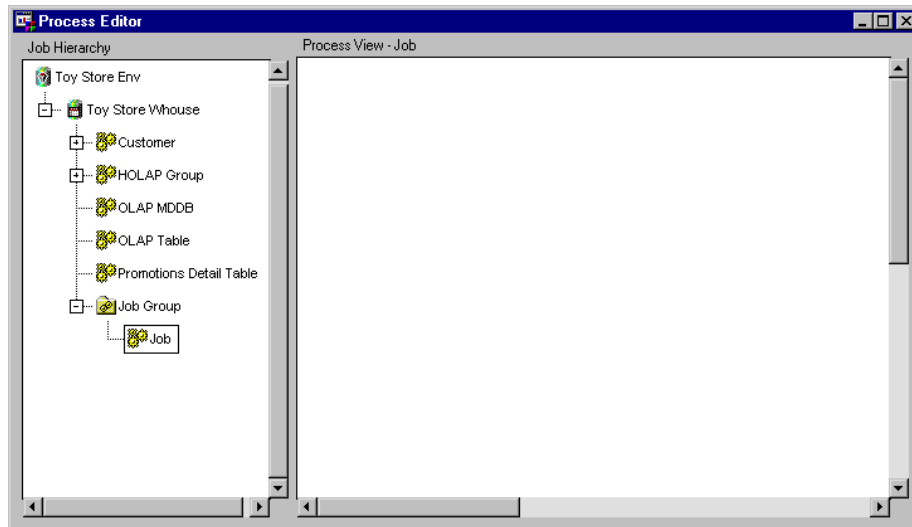 Process Editor
Job Hierarchy
Process View - Job
Toy Store Env
Toy Store Whouse
Customer
HOLAP Group
OLAP MDDB
OLAP Table
Promotions Detail Table
Job Group
Job